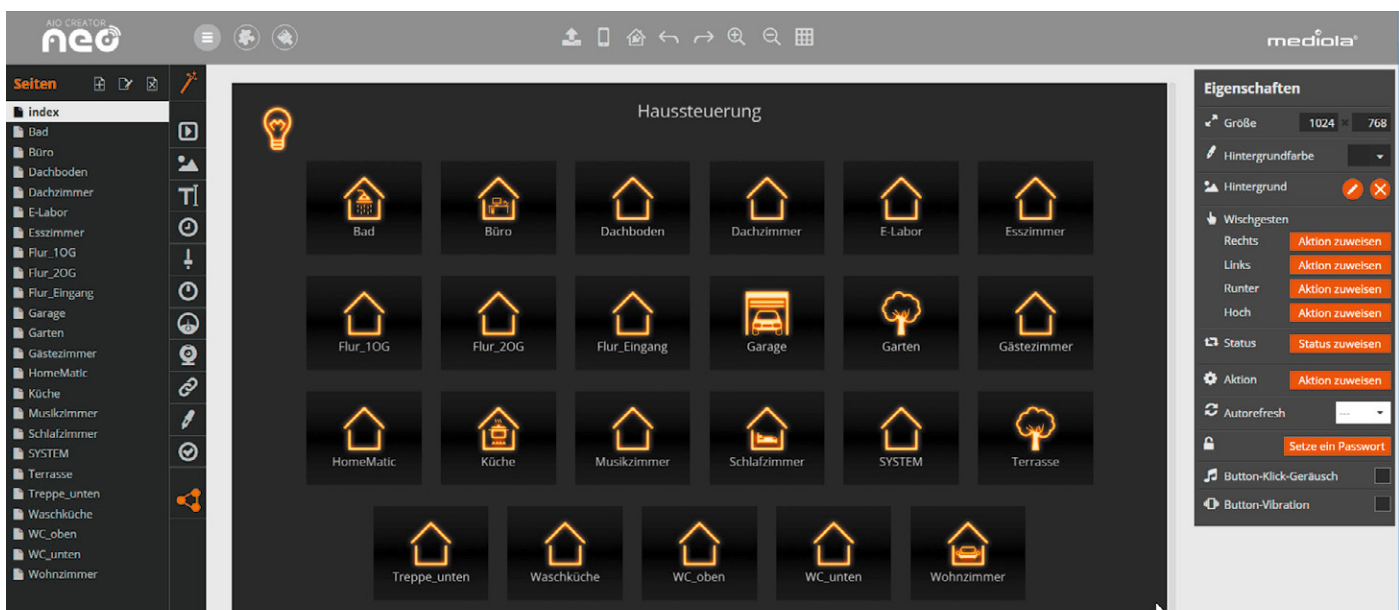 AIO CREATOR
neo
mediola
Seiten
index
Bad
Büro
Dachboden
Dachzimmer
E-Labor
Esszimmer
Flur_1OG
Flur_2OG
Flur_Eingang
Garage
Garten
Gästezimmer
HomeMatic
Küche
Musikzimmer
Schlafzimmer
SYSTEM
Terrasse
Treppe_unten
Waschküche
WC_oben
WC_unten
Wohnzimmer
Haussteuerung
Bad Büro Dachboden Dachzimmer E-Labor Esszimmer
Flur_1OG Flur_2OG Flur_Eingang Garage Garten Gästezimmer
HomeMatic Küche Musikzimmer Schlafzimmer SYSTEM Terrasse
Treppe_unten Waschküche WC_oben WC_unten Wohnzimmer
Eigenschaften
Größe 1024 × 768
Hintergrundfarbe
Hintergrund
Wischgesten
Rechts Aktion zuweisen
Links Aktion zuweisen
Runter Aktion zuweisen
Hoch Aktion zuweisen
Status Status zuweisen
Aktion Aktion zuweisen
Autorefresh ---
Setze ein Passwort
Button-Klick-Geräusch
Button-Vibration